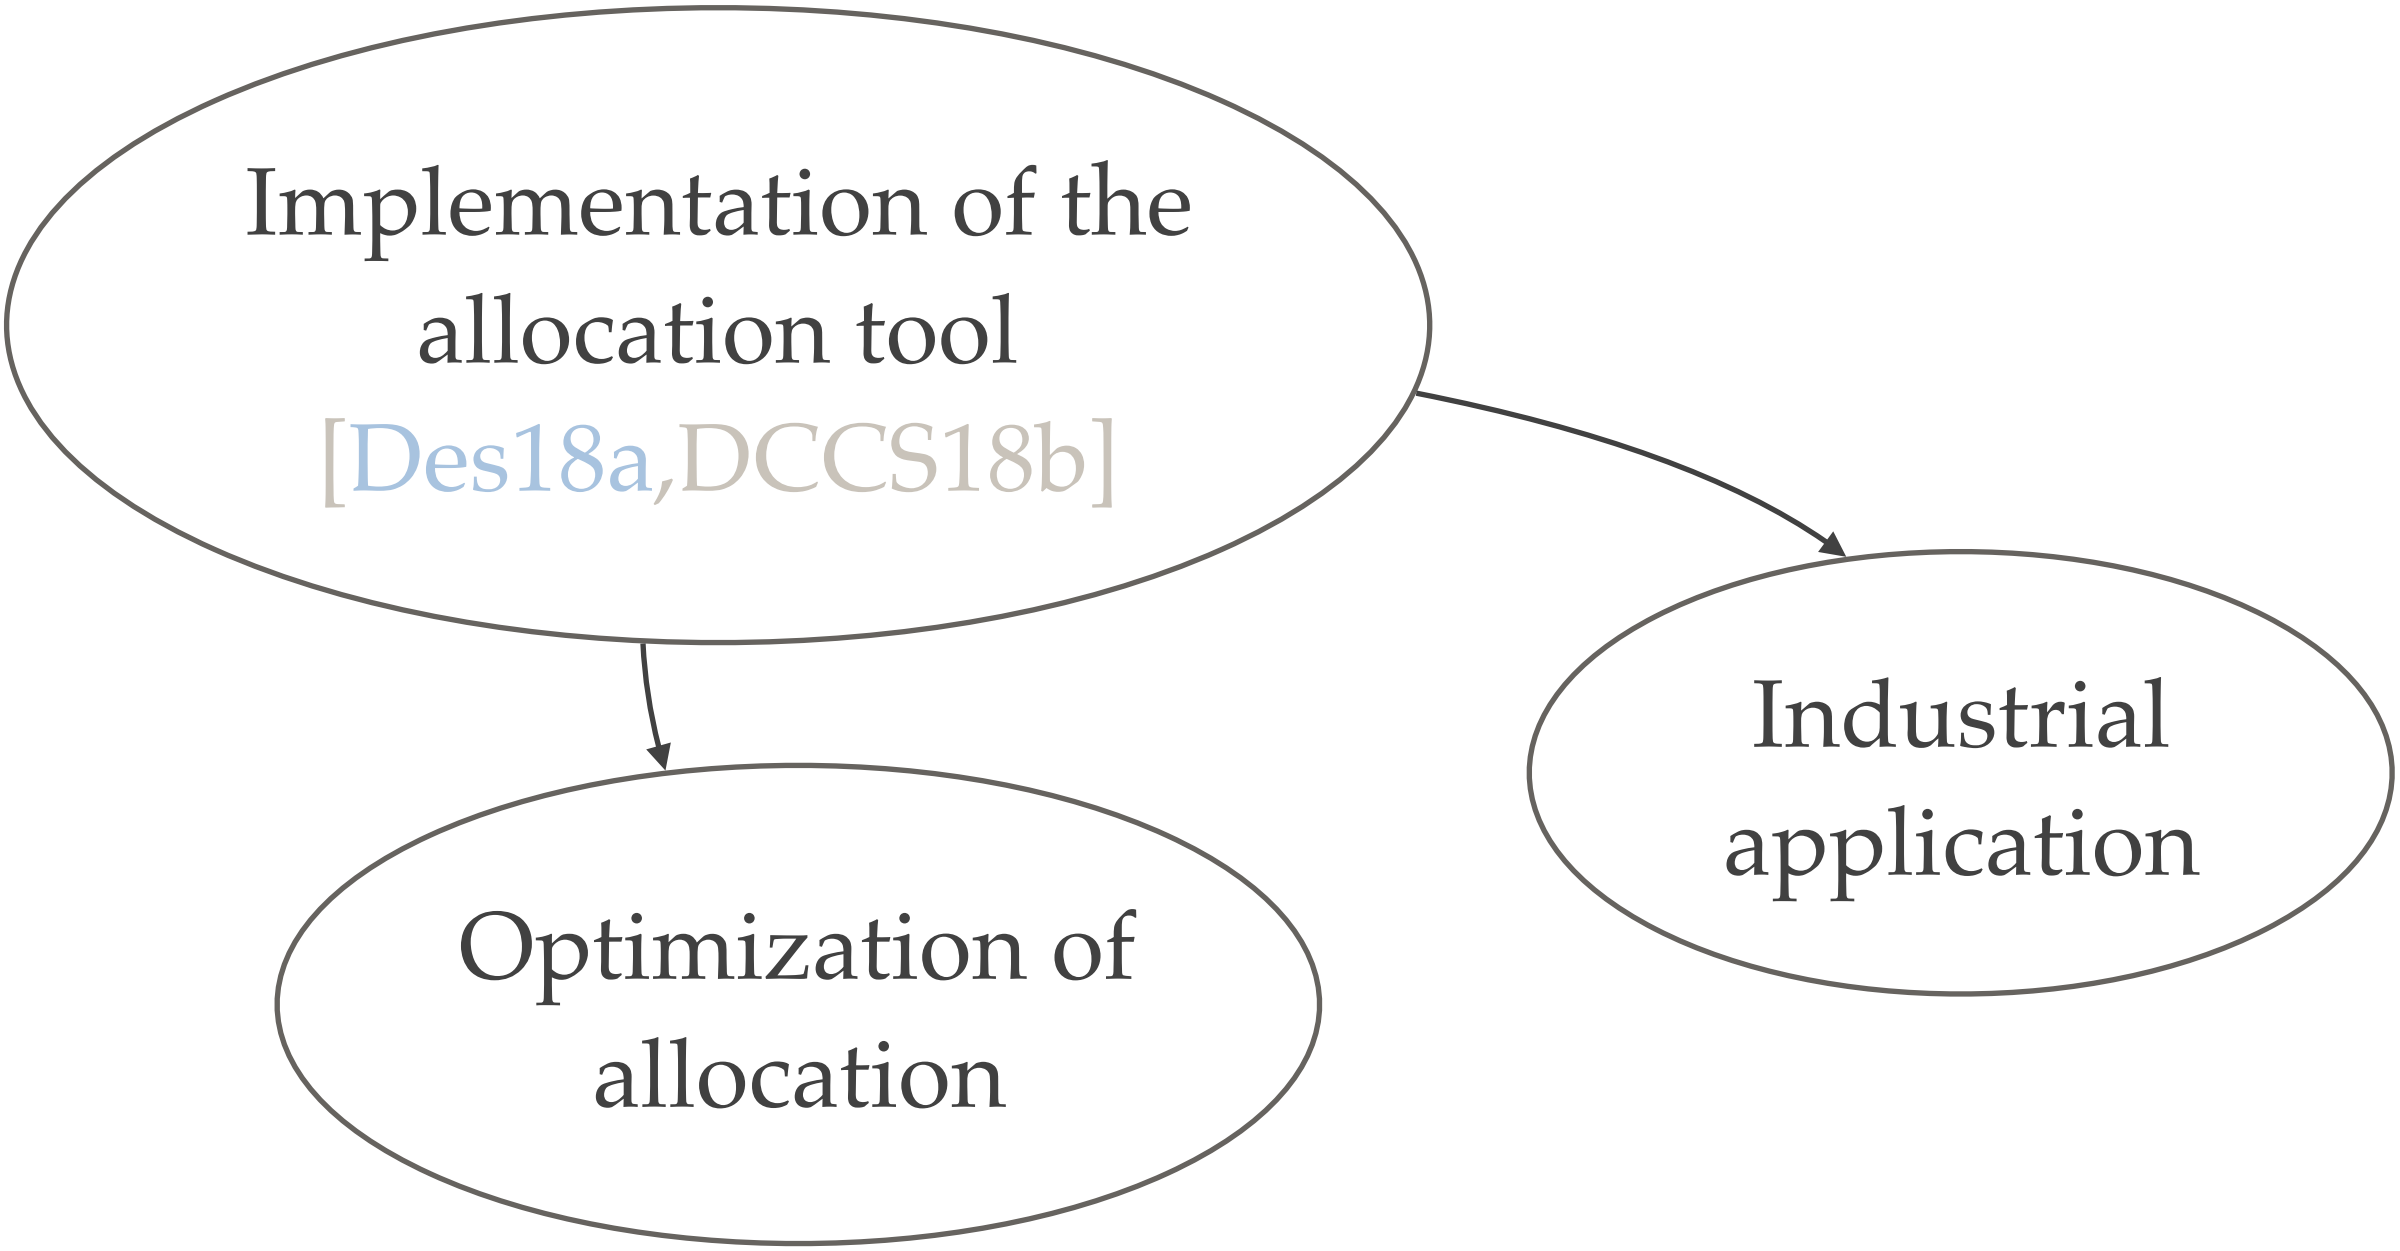 Implementation of the
allocation tool
[Des18a,DCCS18b]
Industrial
application
Optimization of
allocation